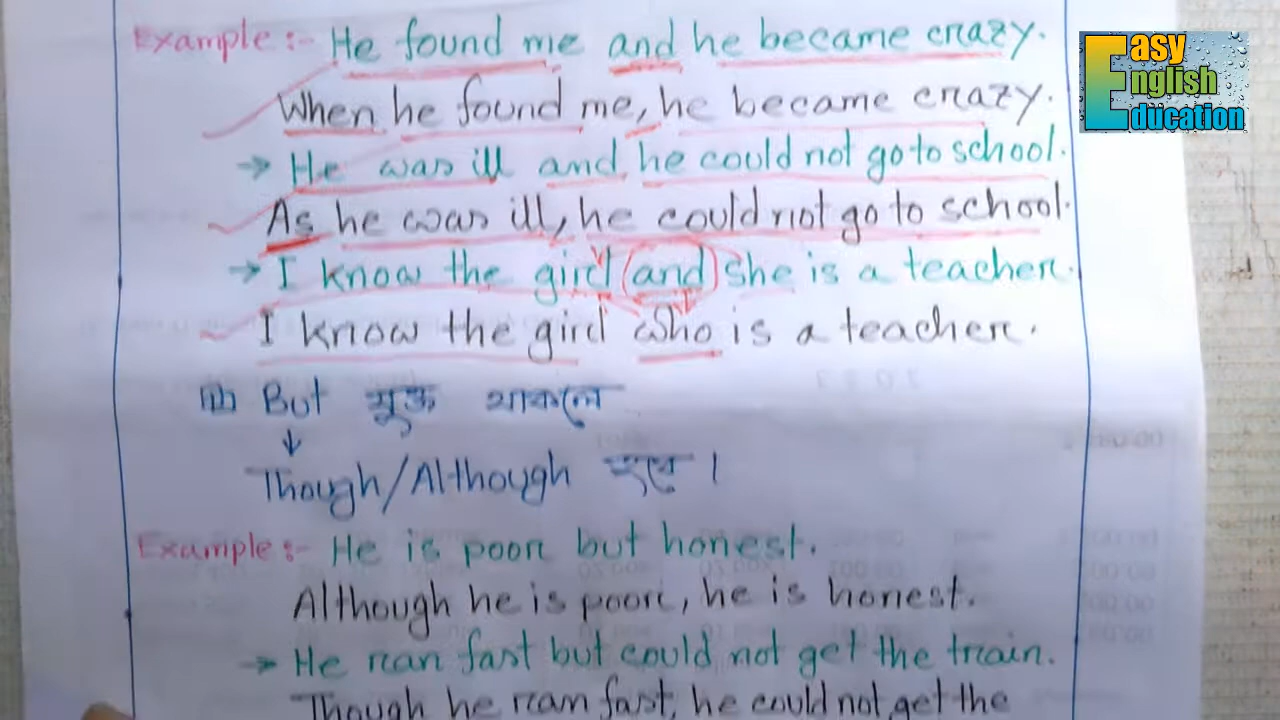 Example :- He found me and he became crazy.
When he found me, he became crazy.
→ He was ill and he could not go to school.
As he was ill, he could not go to school.
→ I know the girl and she is a teacher.
I know the girl who is a teacher.
But যুক্ত থাকলে
↓
Though/Although হবে।
Example :- He is poor but honest.
Although he is poor, he is honest.
→ He ran fast but could not get the train.
Though he ran fast, he could not get the
Easy
English
Education